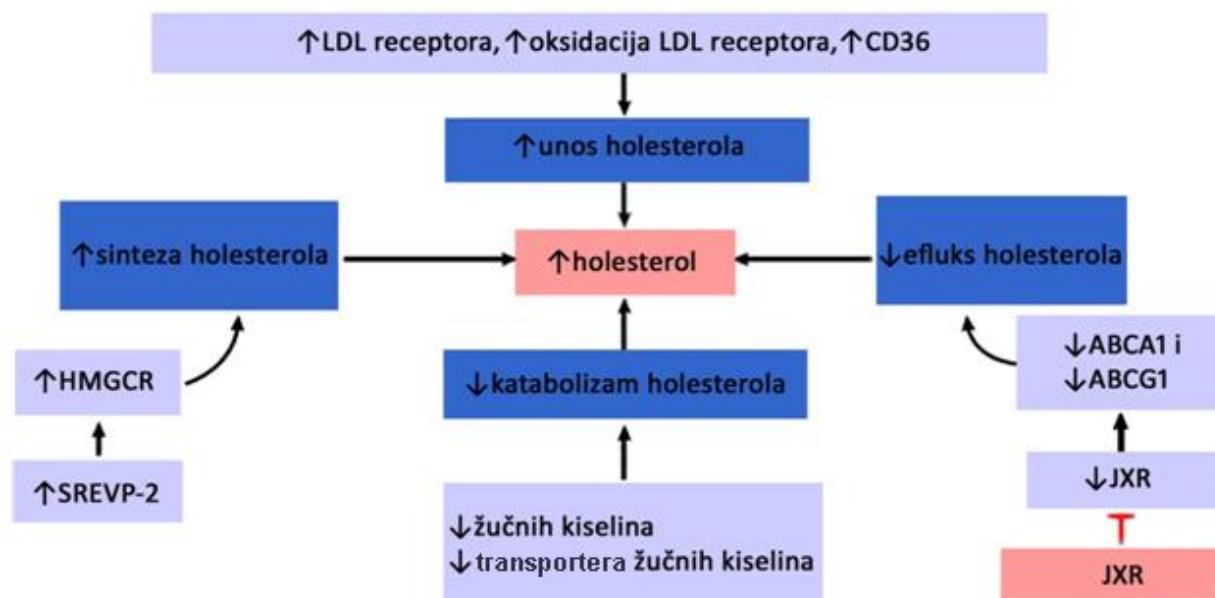 ↑LDL receptora, ↑oksidacija LDL receptora, ↑CD36
↑unos holesterola
↑sinteza holesterola
↑holesterol
↓efluks holesterola
↑HMGCR
↓katabolizam holesterola
↓ABCA1 i
↓ABCG1
↑SREVP-2
↓JXR
↓žučnih kiselina
↓transportera žučnih kiselina
JXR